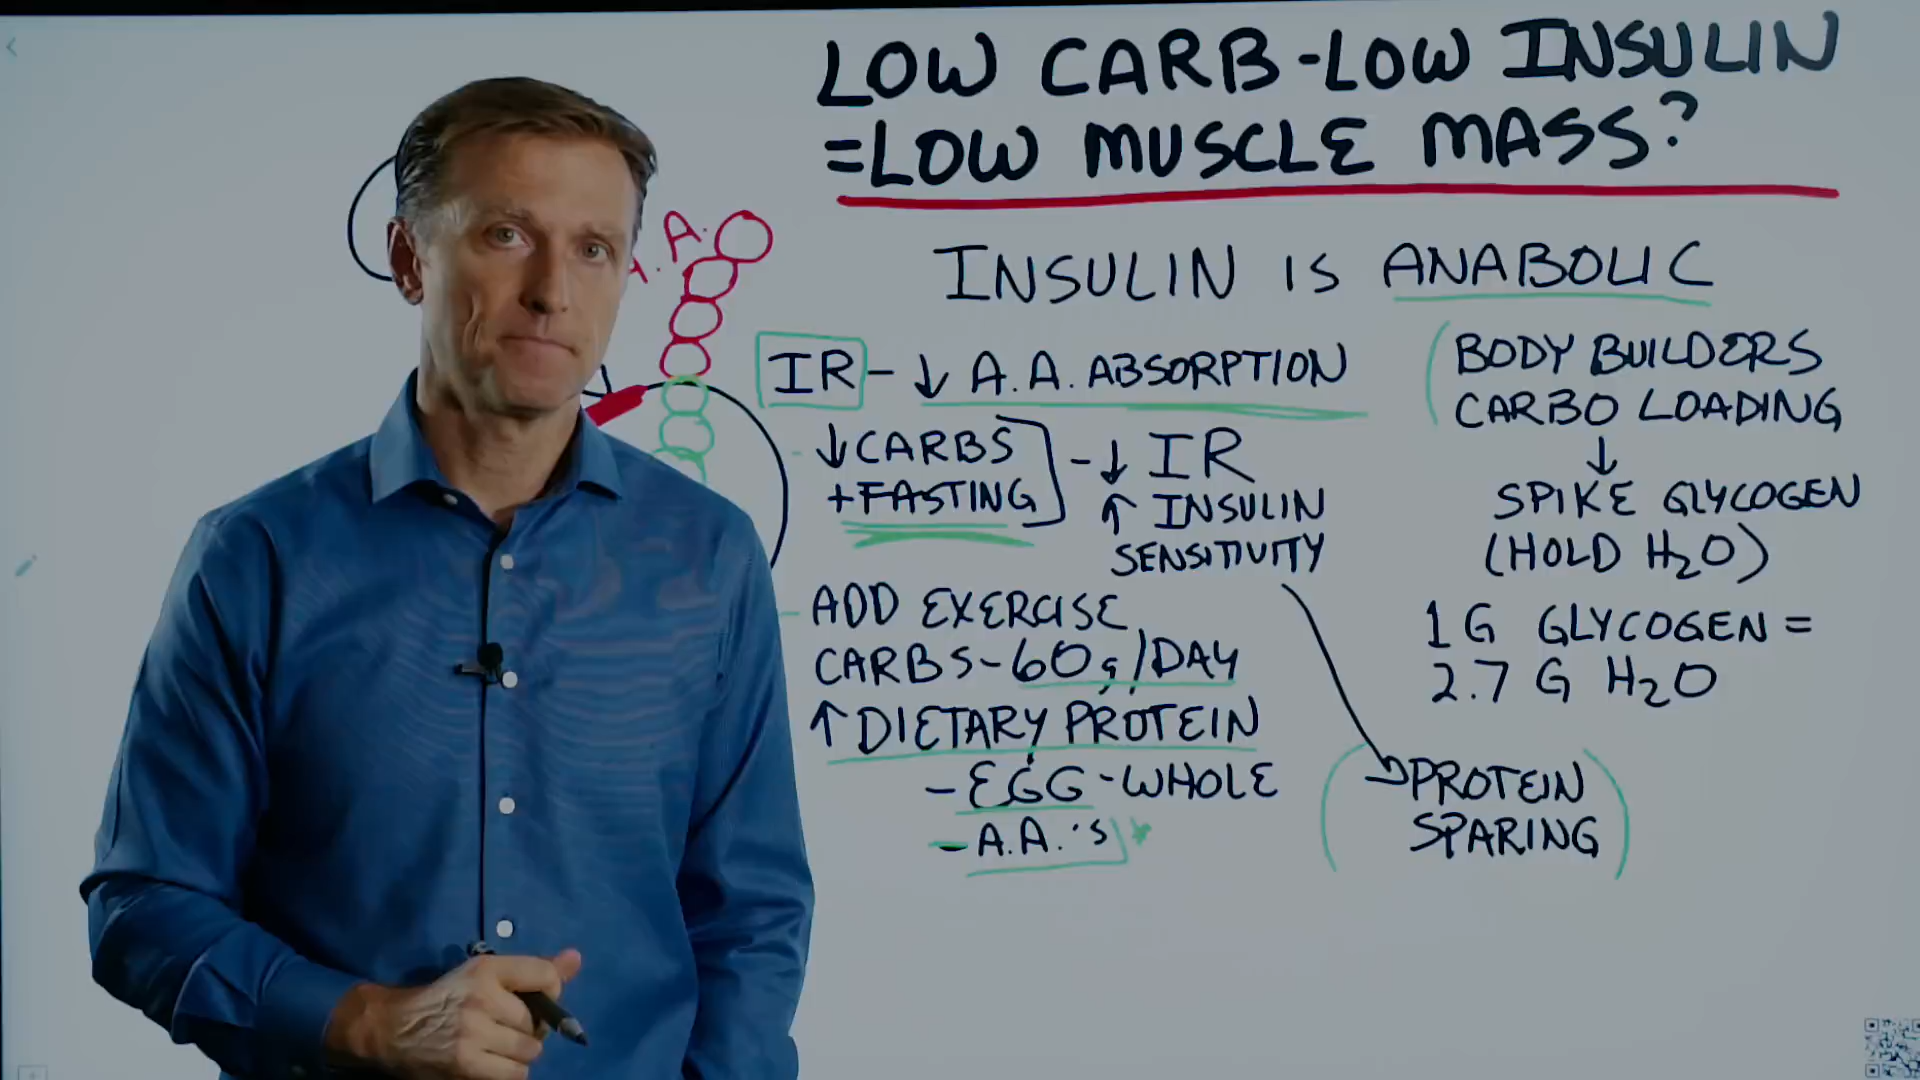 LOW CARB-LOW INSULIN
=LOW MUSCLE MASS?
INSULIN IS ANABOLIC
A.A.
IR - ↓ A.A. ABSORPTION
↓ CARBS
+FASTING
- ↓ IR
↑ INSULIN
SENSITIVITY
- ADD EXERCISE
CARBS-60g/DAY
↑ DIETARY PROTEIN
- EGG-WHOLE
- A.A.'S *
(BODY BUILDERS
CARBO LOADING
↓
SPIKE GLYCOGEN
(HOLD H₂O)
1 G GLYCOGEN =
2.7 G H₂O
(PROTEIN
SPARING)